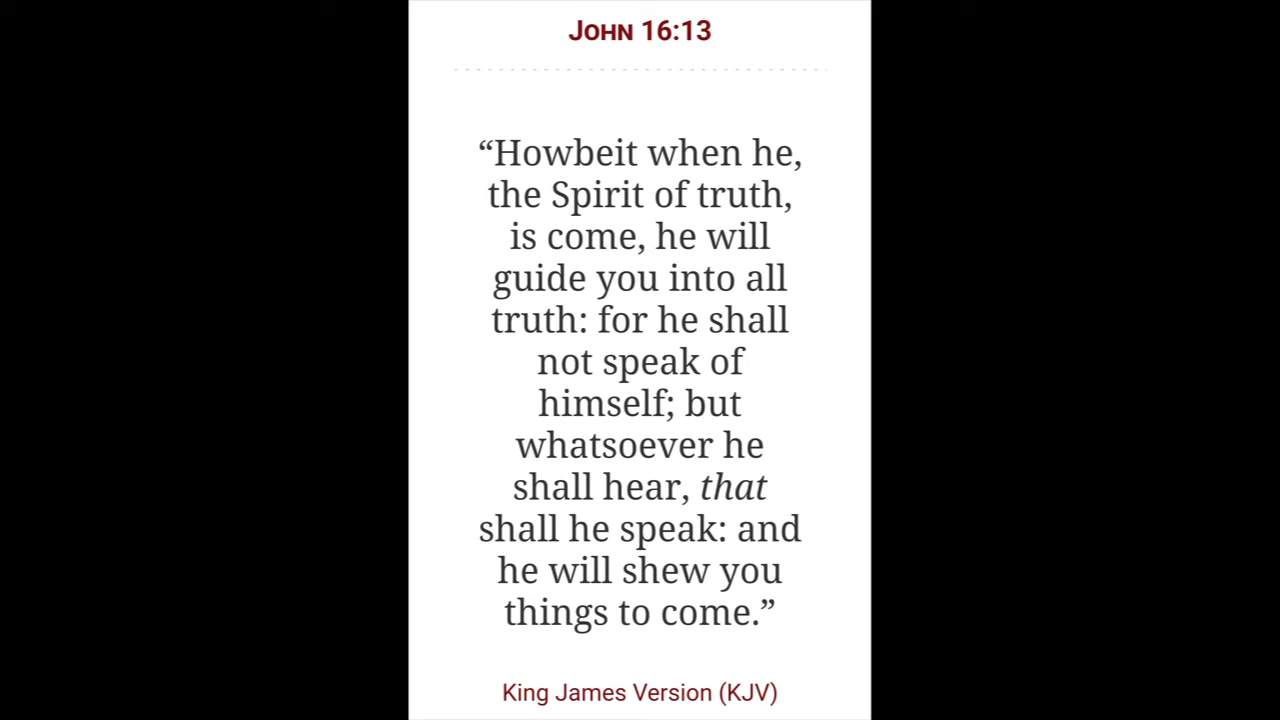 John 16:13
“Howbeit when he,
the Spirit of truth,
is come, he will
guide you into all
truth: for he shall
not speak of
himself; but
whatsoever he
shall hear, that
shall he speak: and
he will shew you
things to come.”
King James Version (KJV)